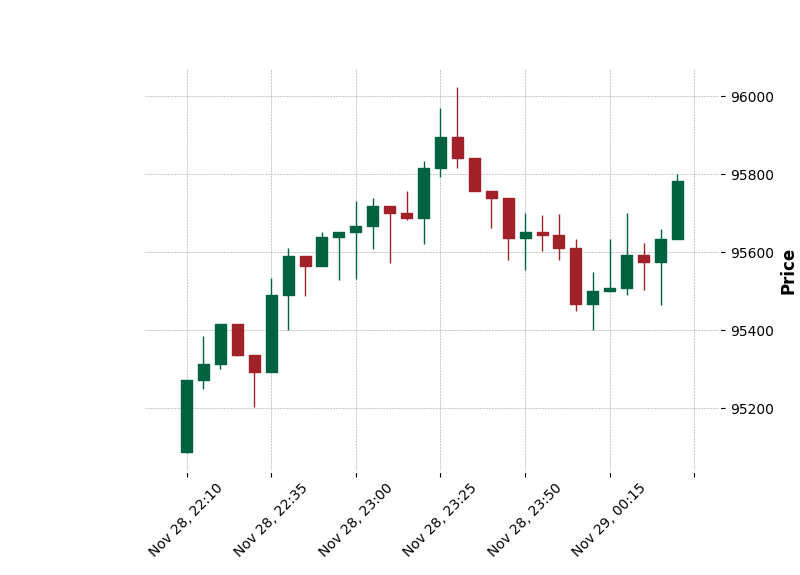 96000
95800
95600
95400
95200
Price
Nov 28, 22:10
Nov 28, 22:35
Nov 28, 23:00
Nov 28, 23:25
Nov 28, 23:50
Nov 29, 00:15